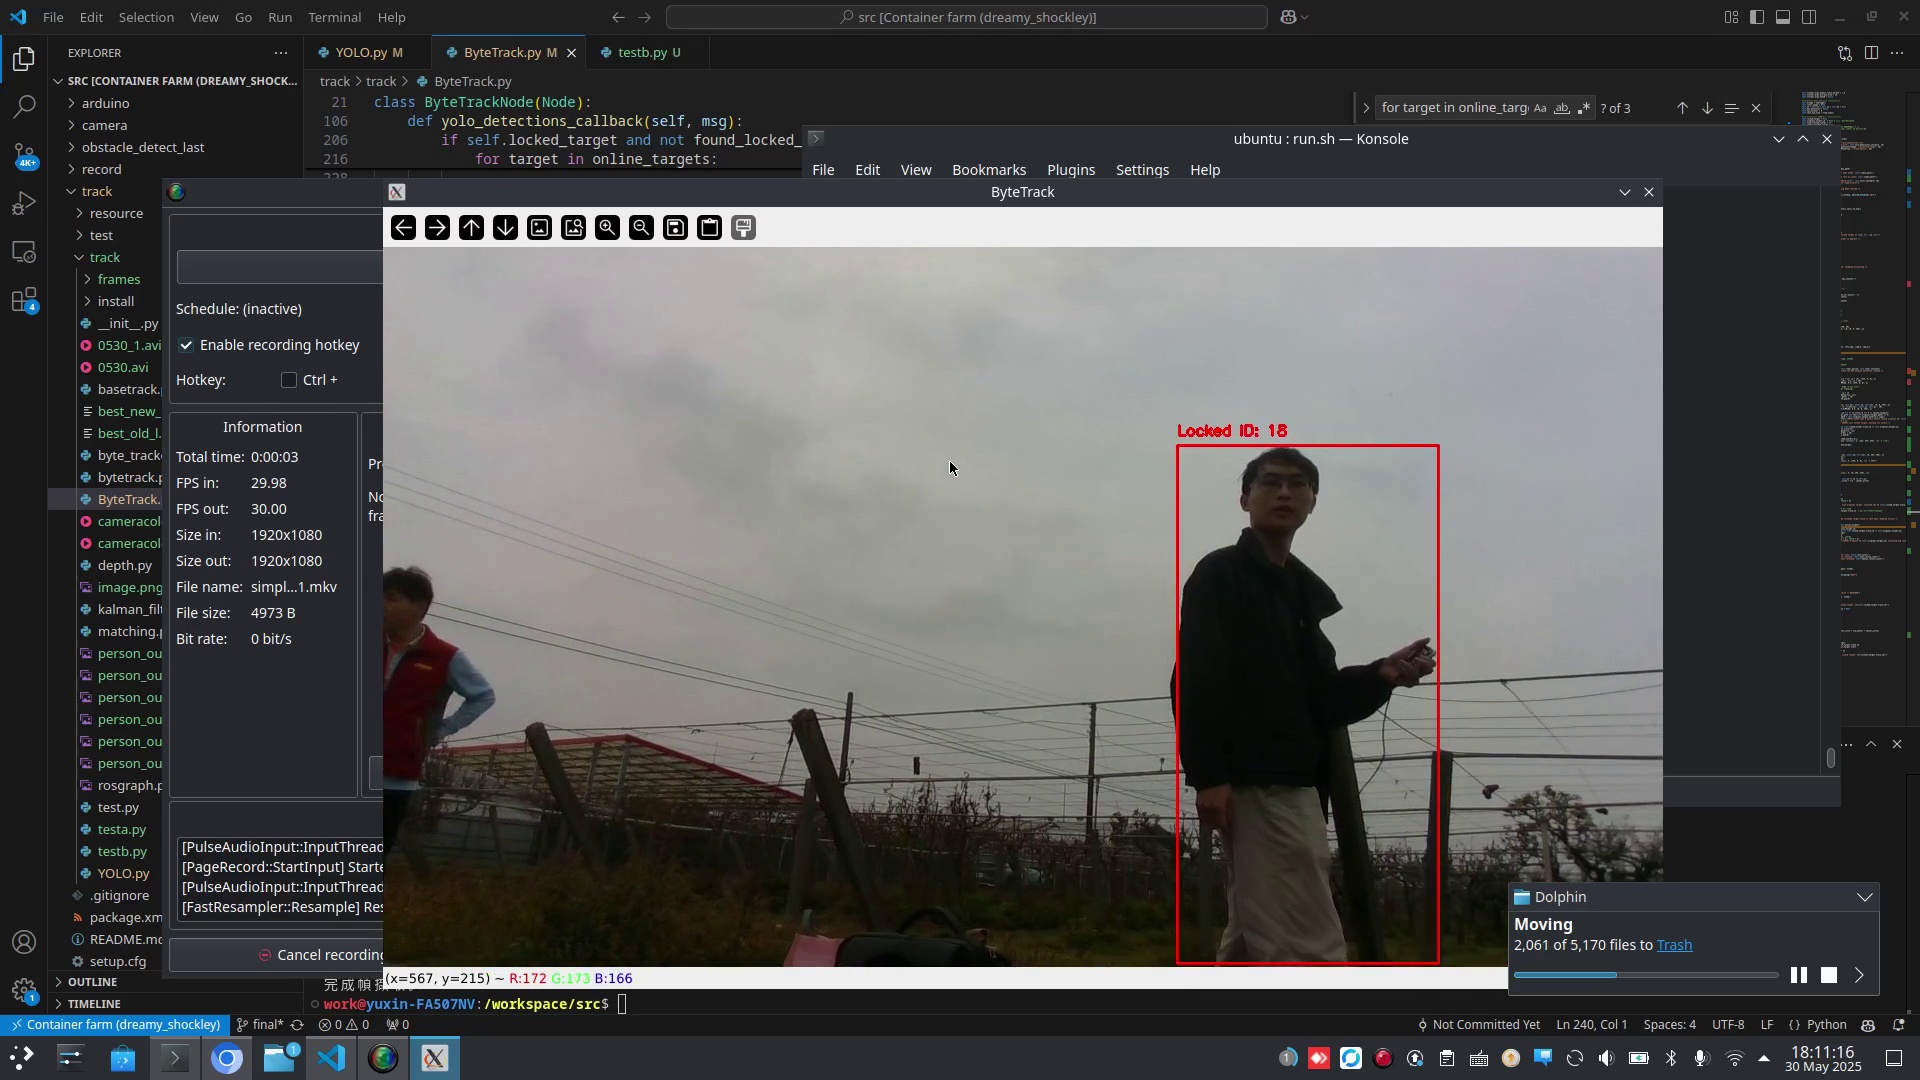 File Edit Selection View Go Run Terminal Help
src [Container farm (dreamy_shockley)]
EXPLORER
YOLO.py M
ByteTrack.py M
testb.py U
SRC [CONTAINER FARM (DREAMY_SHOCK...
track > track > ByteTrack.py
arduino
camera
obstacle_detect_last
record
track
resource
test
track
frames
install
__init__.py
0530_1.avi
0530.avi
basetrack.
best_new_
best_old_l.
byte_track
bytetrack.p
ByteTrack.
cameracol
cameracol
depth.py
image.png
kalman_filt
matching.p
person_ou
person_ou
person_ou
person_ou
person_ou
person_ou
rosgraph.p
test.py
testa.py
testb.py
YOLO.py
.gitignore
package.xm
README.md
setup.cfg
OUTLINE
TIMELINE
21 class ByteTrackNode(Node):
106 def yolo_detections_callback(self, msg):
206 if self.locked_target and not found_locked_
216 for target in online_targets:
for target in online_targ
Aa ab .*
? of 3
ubuntu : run.sh — Konsole
File Edit View Bookmarks Plugins Settings Help
ByteTrack
Schedule: (inactive)
Enable recording hotkey
Hotkey: Ctrl +
Information
Total time: 0:00:03
FPS in: 29.98
FPS out: 30.00
Size in: 1920x1080
Size out: 1920x1080
File name: simpl...1.mkv
File size: 4973 B
Bit rate: 0 bit/s
Pr
No
fra
[PulseAudioInput::InputThread
[PageRecord::StartInput] Starte
[PulseAudioInput::InputThread
[FastResampler::Resample] Res
Cancel recording
Locked ID: 18
(x=567, y=215) ~ R:172 G:173 B:166
work@yuxin-FA507NV:/workspace/src$
Dolphin
Moving
2,061 of 5,170 files to Trash
Container farm (dreamy_shockley)
final*
0 0
0
Not Committed Yet
Ln 240, Col 1
Spaces: 4
UTF-8
LF
{} Python
4K+
4
1
1
1
18:11:16
30 May 2025